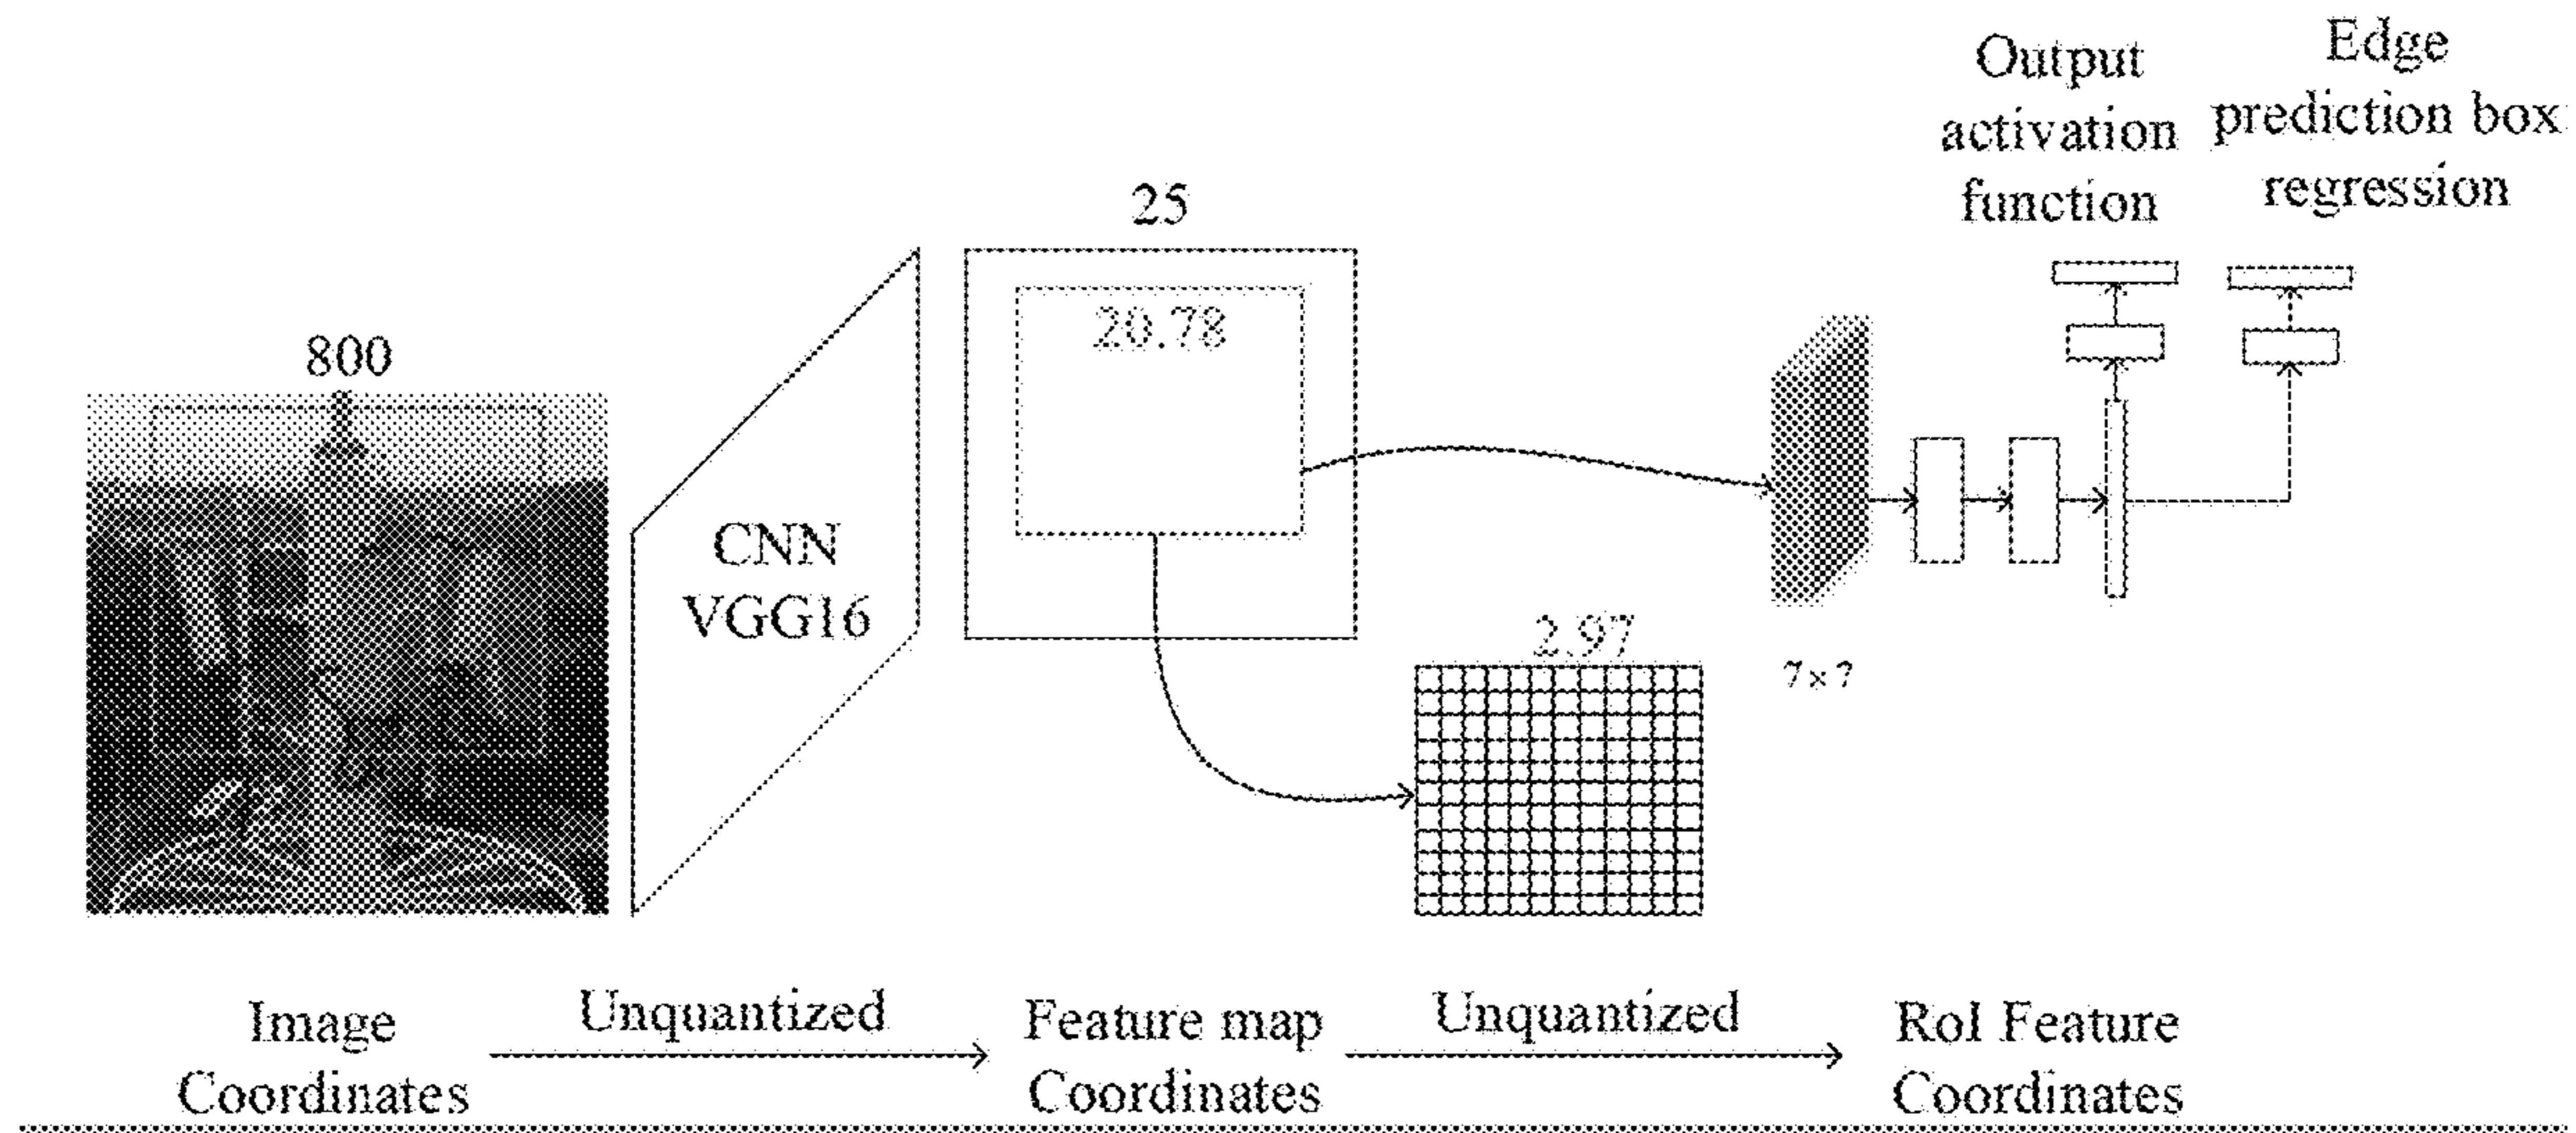 Output
activation
function
Edge
prediction box
regression
25
20.78
800
CNN
VGG16
2.97
7×7
Image
Coordinates
Unquantized
Feature map
Coordinates
Unquantized
RoI Feature
Coordinates